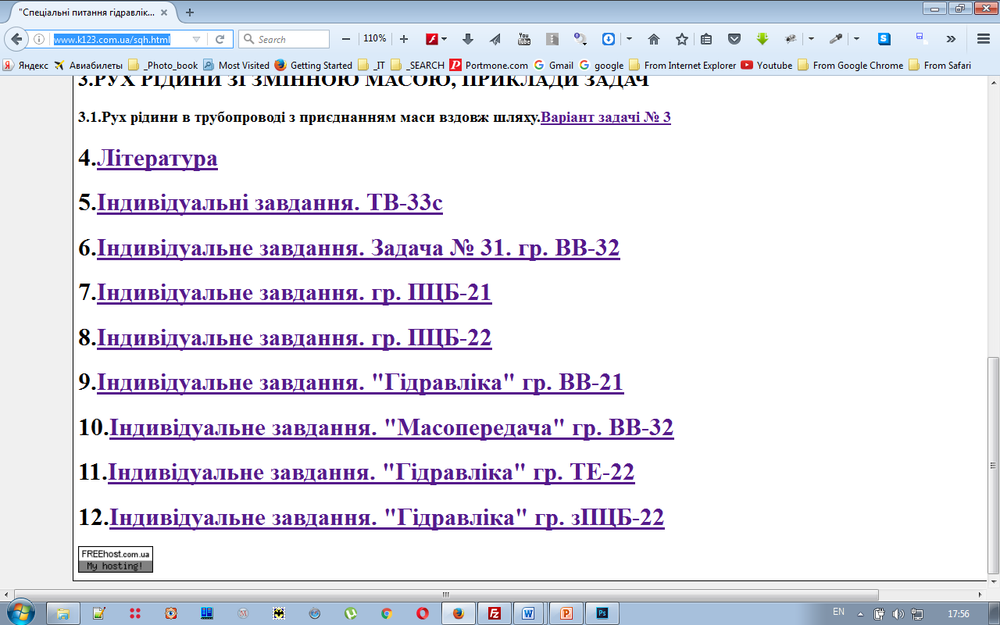 "Спеціальні питання гідравлік...
www.k123.com.ua/sqh.html
Search
110%
You Tube
Яндекс
Авиабилеты
_Photo_book
Most Visited
Getting Started
_IT
_SEARCH
Portmone.com
Gmail
google
From Internet Explorer
Youtube
From Google Chrome
From Safari
3.РУХ РІДИНИ ЗІ ЗМІННОЮ МАСОЮ, ПРИКЛАДИ ЗАДАЧ
3.1.Рух рідини в трубопроводі з приєднанням маси вздовж шляху.Варіант задачі № 3
4.Література
5.Індивідуальні завдання. ТВ-33с
6.Індивідуальне завдання. Задача № 31. гр. ВВ-32
7.Індивідуальне завдання. гр. ПЦБ-21
8.Індивідуальне завдання. гр. ПЦБ-22
9.Індивідуальне завдання. "Гідравліка" гр. ВВ-21
10.Індивідуальне завдання. "Масопередача" гр. ВВ-32
11.Індивідуальне завдання. "Гідравліка" гр. ТЕ-22
12.Індивідуальне завдання. "Гідравліка" гр. зПЦБ-22
FREEhost.com.ua
My hosting!
EN
17:56